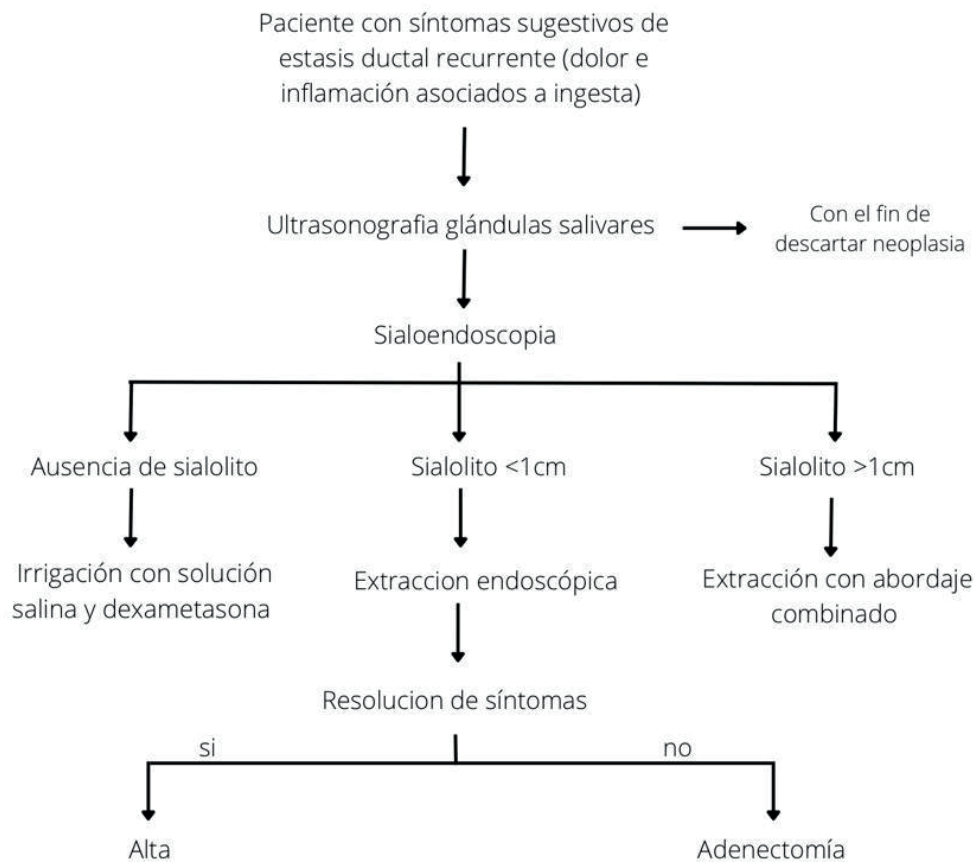 Paciente con síntomas sugestivos de
estasis ductal recurrente (dolor e
inflamación asociados a ingesta)
Ultrasonografia glándulas salivares
Con el fin de
descartar neoplasia
Sialoendoscopia
Ausencia de sialolito
Sialolito <1cm
Sialolito >1cm
Irrigación con solución
salina y dexametasona
Extraccion endoscópica
Extracción con abordaje
combinado
Resolucion de síntomas
si
no
Alta
Adenectomía